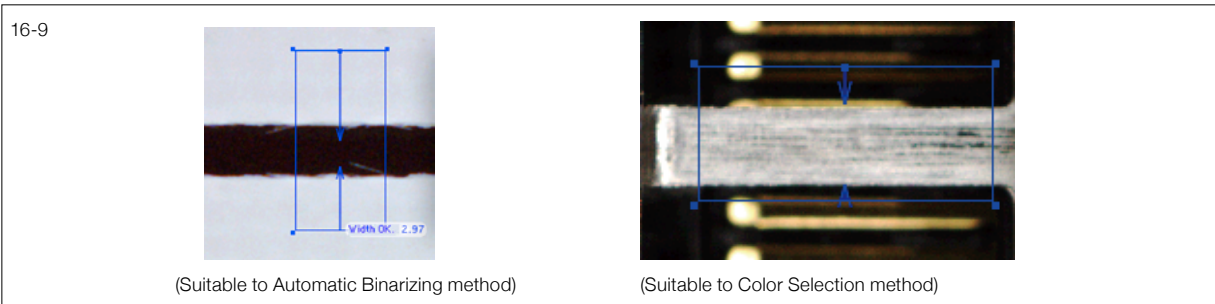 16-9
Width OK, 2.97
(Suitable to Automatic Binarizing method)
(Suitable to Color Selection method)